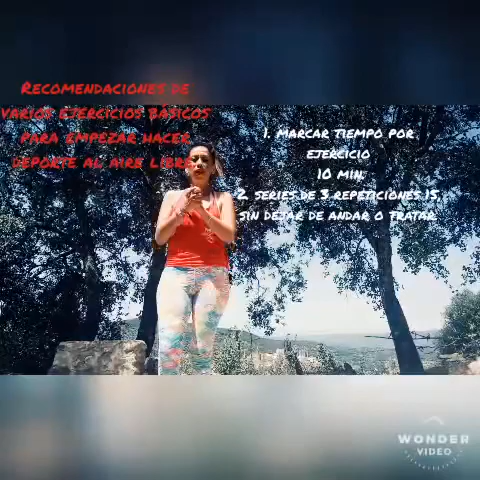 RECOMENDACIONES DE
VARIOS EJERCICIOS BÁSICOS
PARA EMPEZAR HACER
DEPORTE AL AIRE LIBRE
1. MARCAR TIEMPO POR
EJERCICIO
10 MIN.
2. SERIES DE 3 REPETICIONES 15,
SIN DEJAR DE ANDAR O TRATAR
WONDER
VIDEO